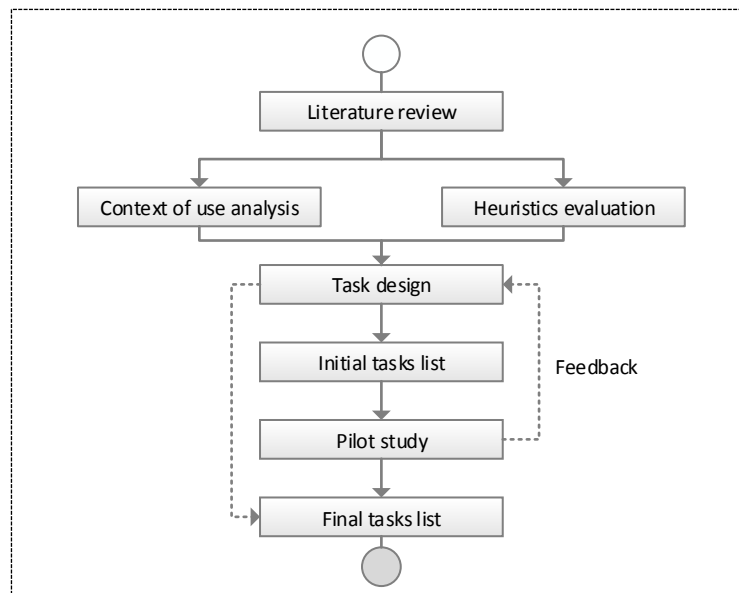 Literature review
Context of use analysis
Heuristics evaluation
Task design
Initial tasks list
Feedback
Pilot study
Final tasks list